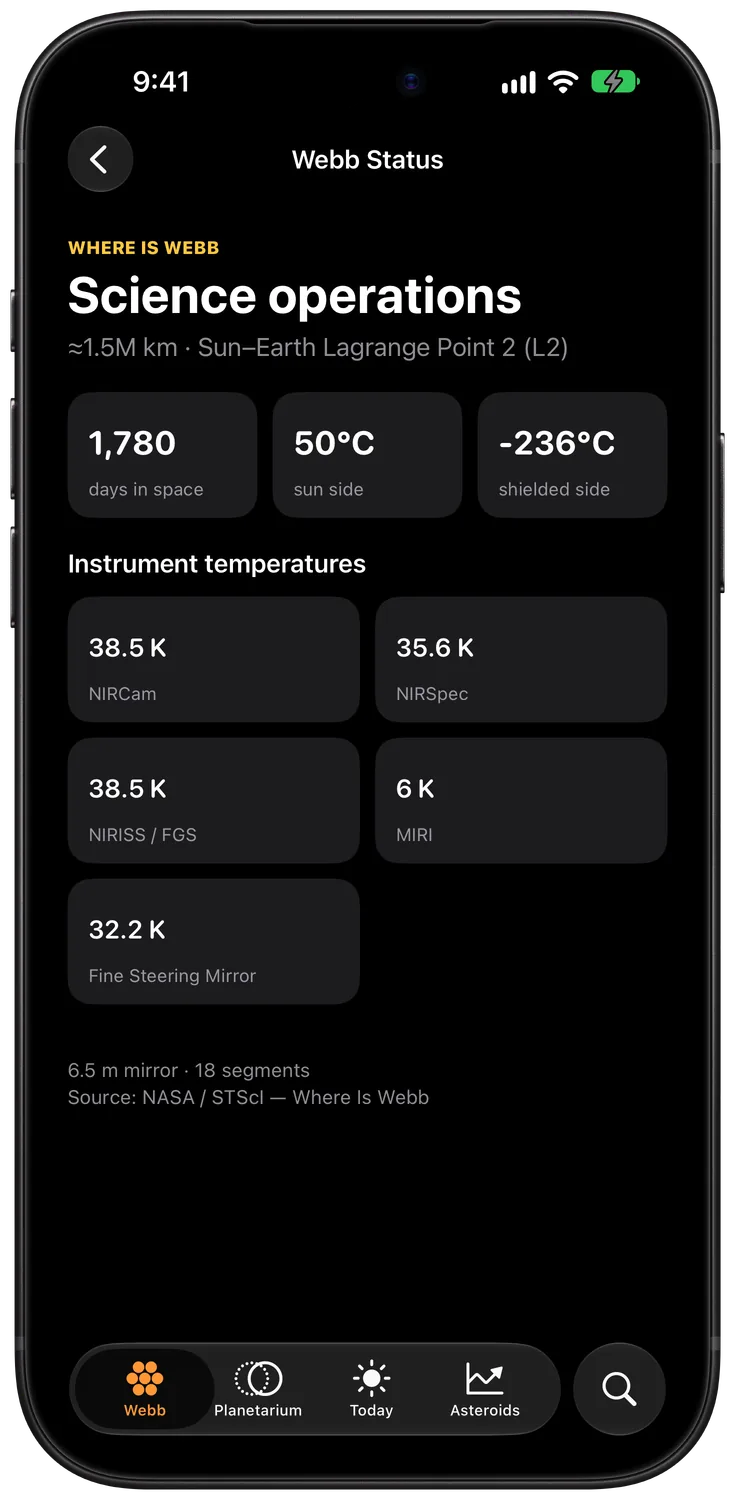 9:41
Webb Status
WHERE IS WEBB
Science operations
≈1.5M km · Sun–Earth Lagrange Point 2 (L2)
1,780
days in space
50°C
sun side
-236°C
shielded side
Instrument temperatures
38.5 K
NIRCam
35.6 K
NIRSpec
38.5 K
NIRISS / FGS
6 K
MIRI
32.2 K
Fine Steering Mirror
6.5 m mirror · 18 segments
Source: NASA / STScI — Where Is Webb
Webb
Planetarium
Today
Asteroids